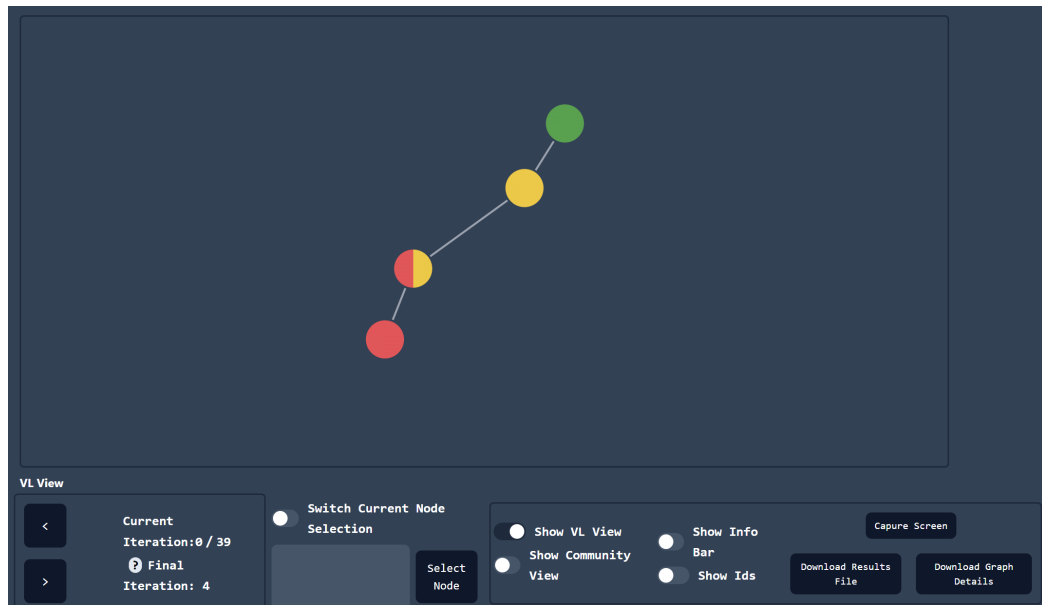 VL View
<
Current
Iteration:0 / 39
? Final
Iteration: 4
>
Switch Current Node
Selection
Select
Node
Show VL View
Show Community
View
Show Info
Bar
Show Ids
Capure Screen
Download Results
File
Download Graph
Details